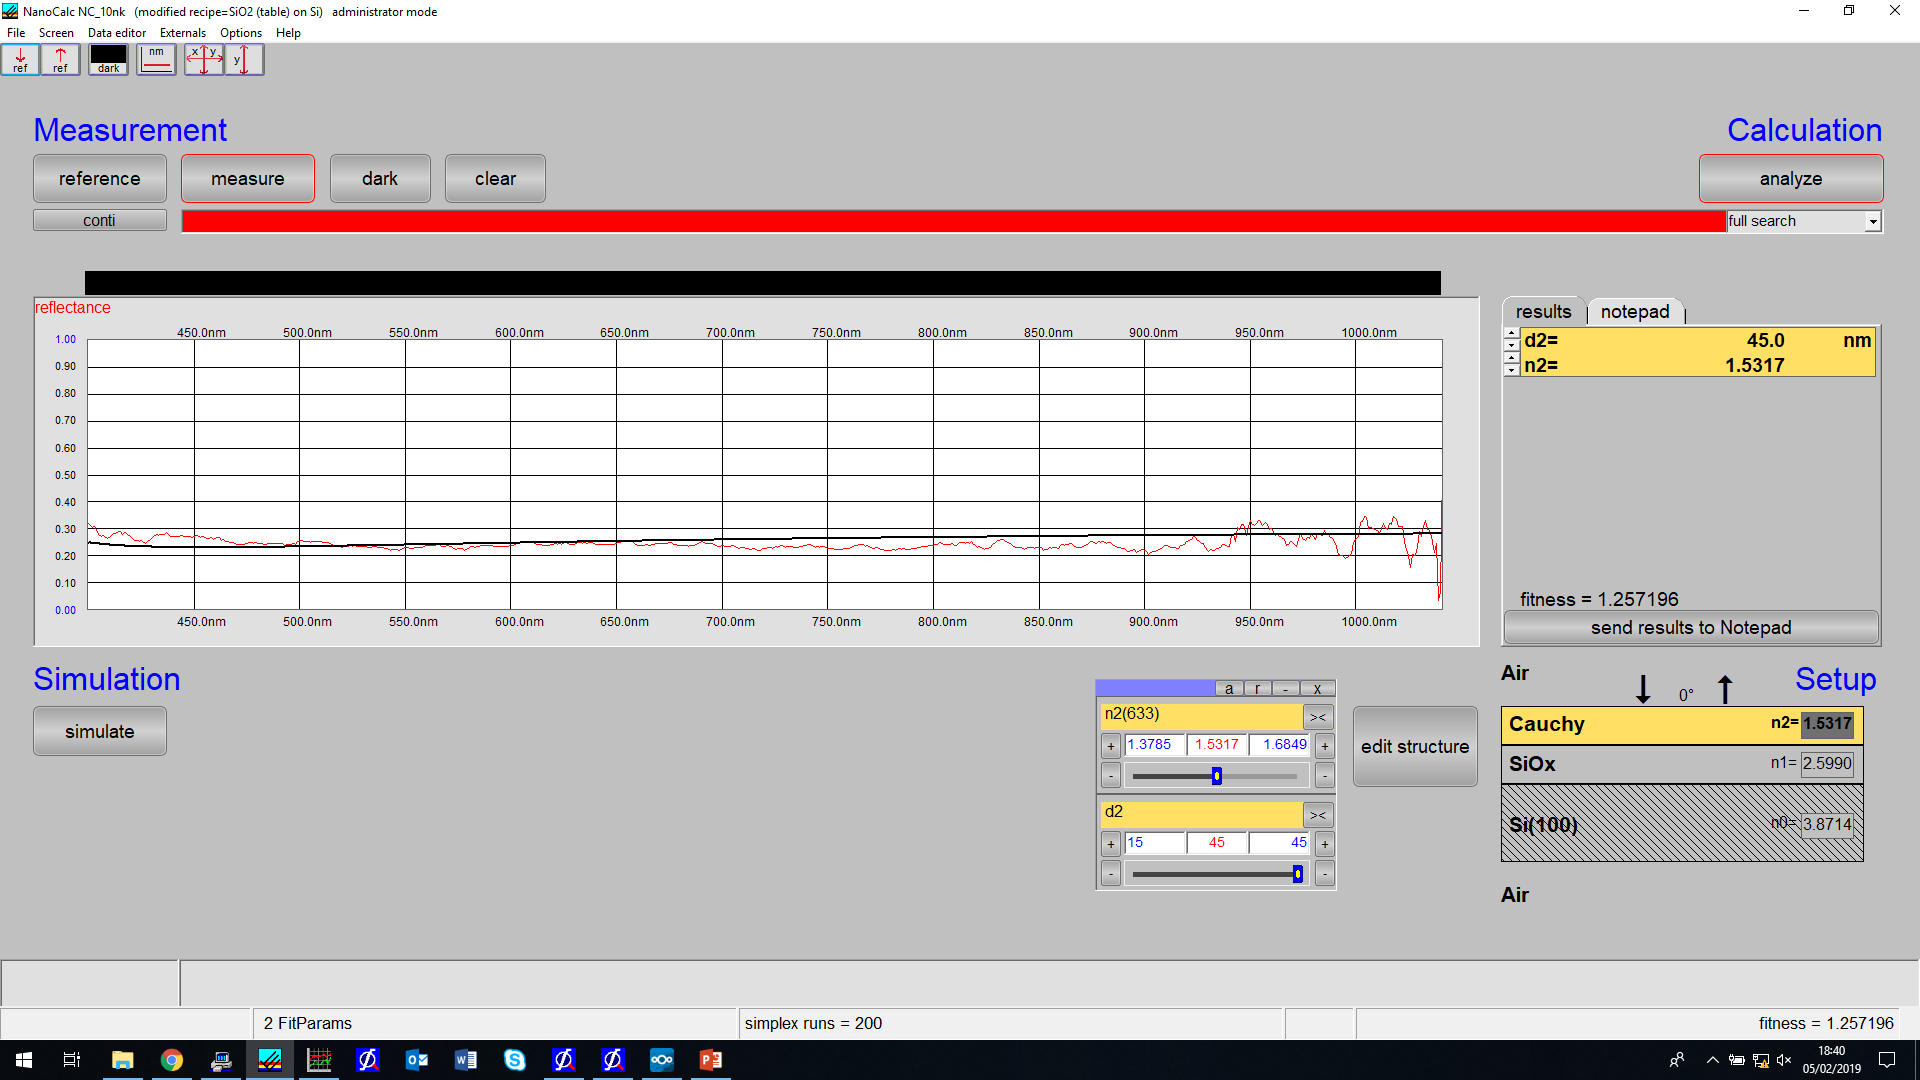 NanoCalc NC_10nk (modified recipe=SiO2 (table) on Si) administrator mode
File Screen Data editor Externals Options Help
ref ref dark nm x y y
Measurement
Calculation
reference measure dark clear
analyze
conti
full search
reflectance
450.0nm 500.0nm 550.0nm 600.0nm 650.0nm 700.0nm 750.0nm 800.0nm 850.0nm 900.0nm 950.0nm 1000.0nm
1.00
0.90
0.80
0.70
0.60
0.50
0.40
0.30
0.20
0.10
0.00
450.0nm 500.0nm 550.0nm 600.0nm 650.0nm 700.0nm 750.0nm 800.0nm 850.0nm 900.0nm 950.0nm 1000.0nm
results notepad
d2= 45.0 nm
n2= 1.5317
fitness = 1.257196
send results to Notepad
Simulation
simulate
a r - x
n2(633) ><
+ 1.3785 1.5317 1.6849 +
- -
d2 ><
+ 15 45 45 +
- -
edit structure
Air
0°
Setup
Cauchy n2= 1.5317
SiOx n1= 2.5990
Si(100) n0= 3.8714
Air
2 FitParams
simplex runs = 200
fitness = 1.257196
18:40
05/02/2019